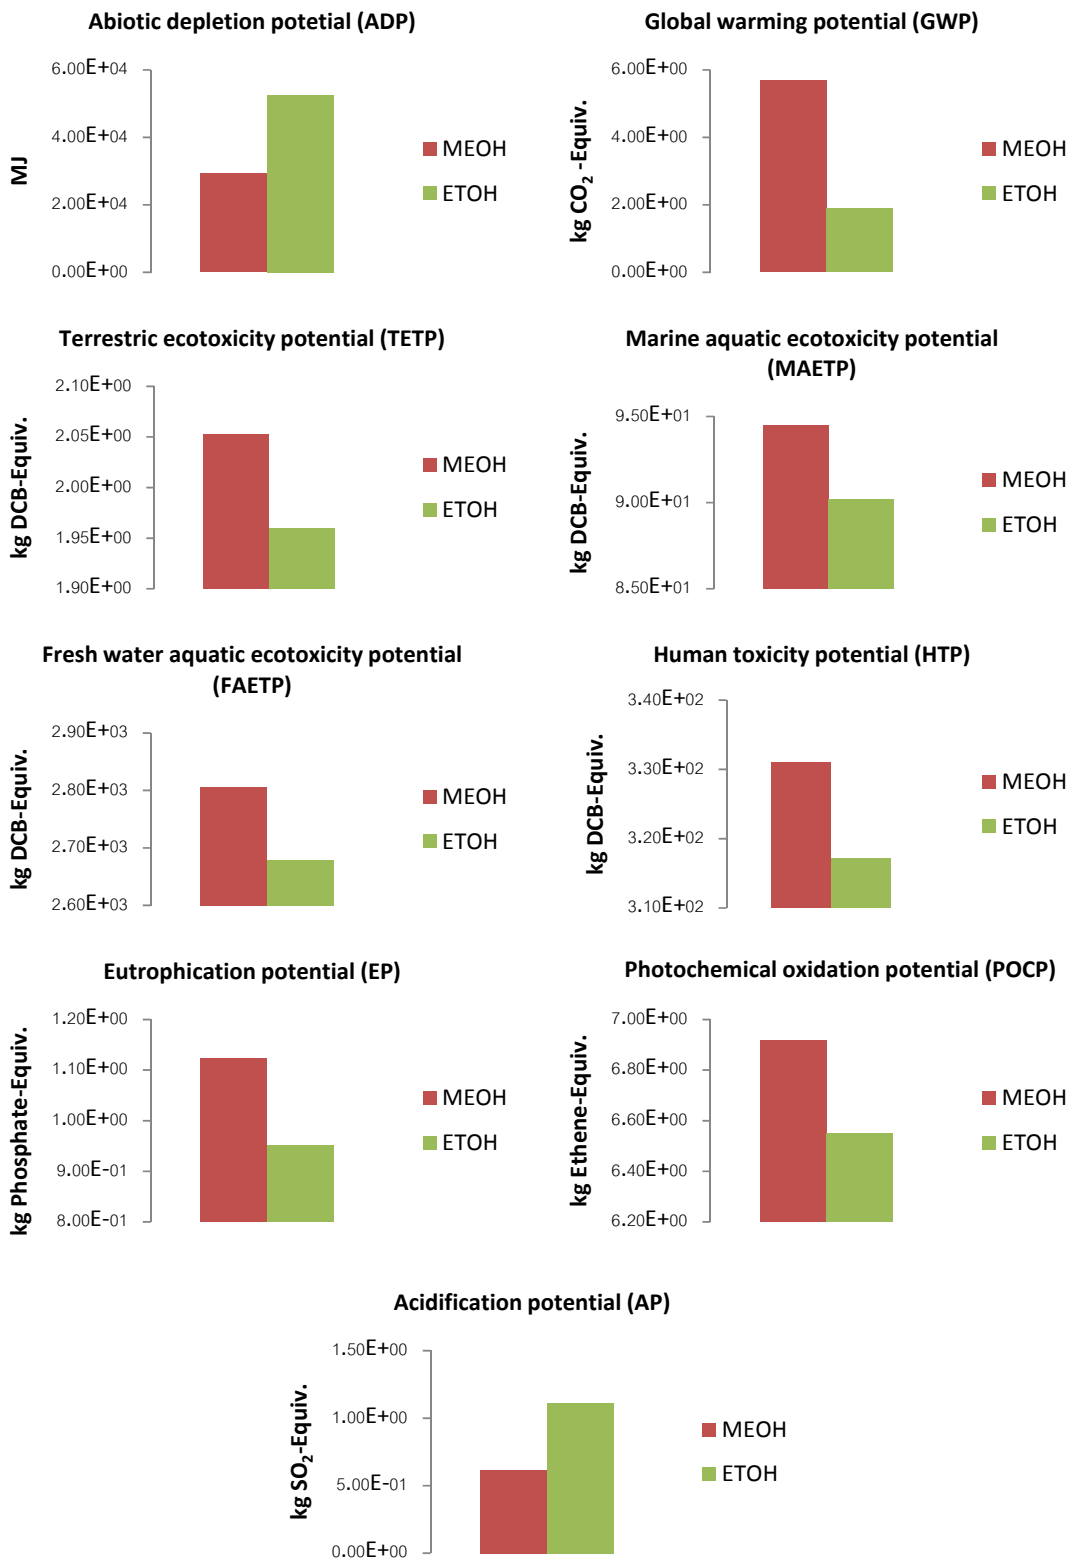 Abiotic depletion potetial (ADP)
MJ
6.00E+04
4.00E+04
2.00E+04
0.00E+00
MEOH
ETOH
Global warming potential (GWP)
kg CO₂ -Equiv.
6.00E+00
4.00E+00
2.00E+00
0.00E+00
MEOH
ETOH
Terrestric ecotoxicity potential (TETP)
kg DCB-Equiv.
2.10E+00
2.05E+00
2.00E+00
1.95E+00
1.90E+00
MEOH
ETOH
Marine aquatic ecotoxicity potential
(MAETP)
kg DCB-Equiv.
9.50E+01
9.00E+01
8.50E+01
MEOH
ETOH
Fresh water aquatic ecotoxicity potential
(FAETP)
kg DCB-Equiv.
2.90E+03
2.80E+03
2.70E+03
2.60E+03
MEOH
ETOH
Human toxicity potential (HTP)
kg DCB-Equiv.
3.40E+02
3.30E+02
3.20E+02
3.10E+02
MEOH
ETOH
Eutrophication potential (EP)
kg Phosphate-Equiv.
1.20E+00
1.10E+00
1.00E+00
9.00E-01
8.00E-01
MEOH
ETOH
Photochemical oxidation potential (POCP)
kg Ethene-Equiv.
7.00E+00
6.80E+00
6.60E+00
6.40E+00
6.20E+00
MEOH
ETOH
Acidification potential (AP)
kg SO₂-Equiv.
1.50E+00
1.00E+00
5.00E-01
0.00E+00
MEOH
ETOH